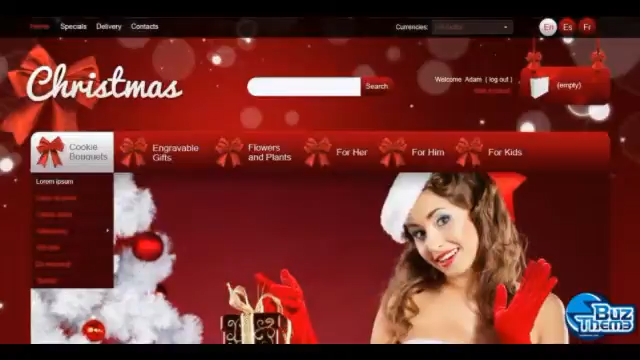 Home Specials Delivery Contacts
Currencies:
En Es Fr
Christmas
Search
Welcome Adam ( log out )
(empty)
Cookie
Bouquets
Engravable
Gifts
Flowers
and Plants
For Her
For Him
For Kids
Lorem ipsum
Buz
Theme